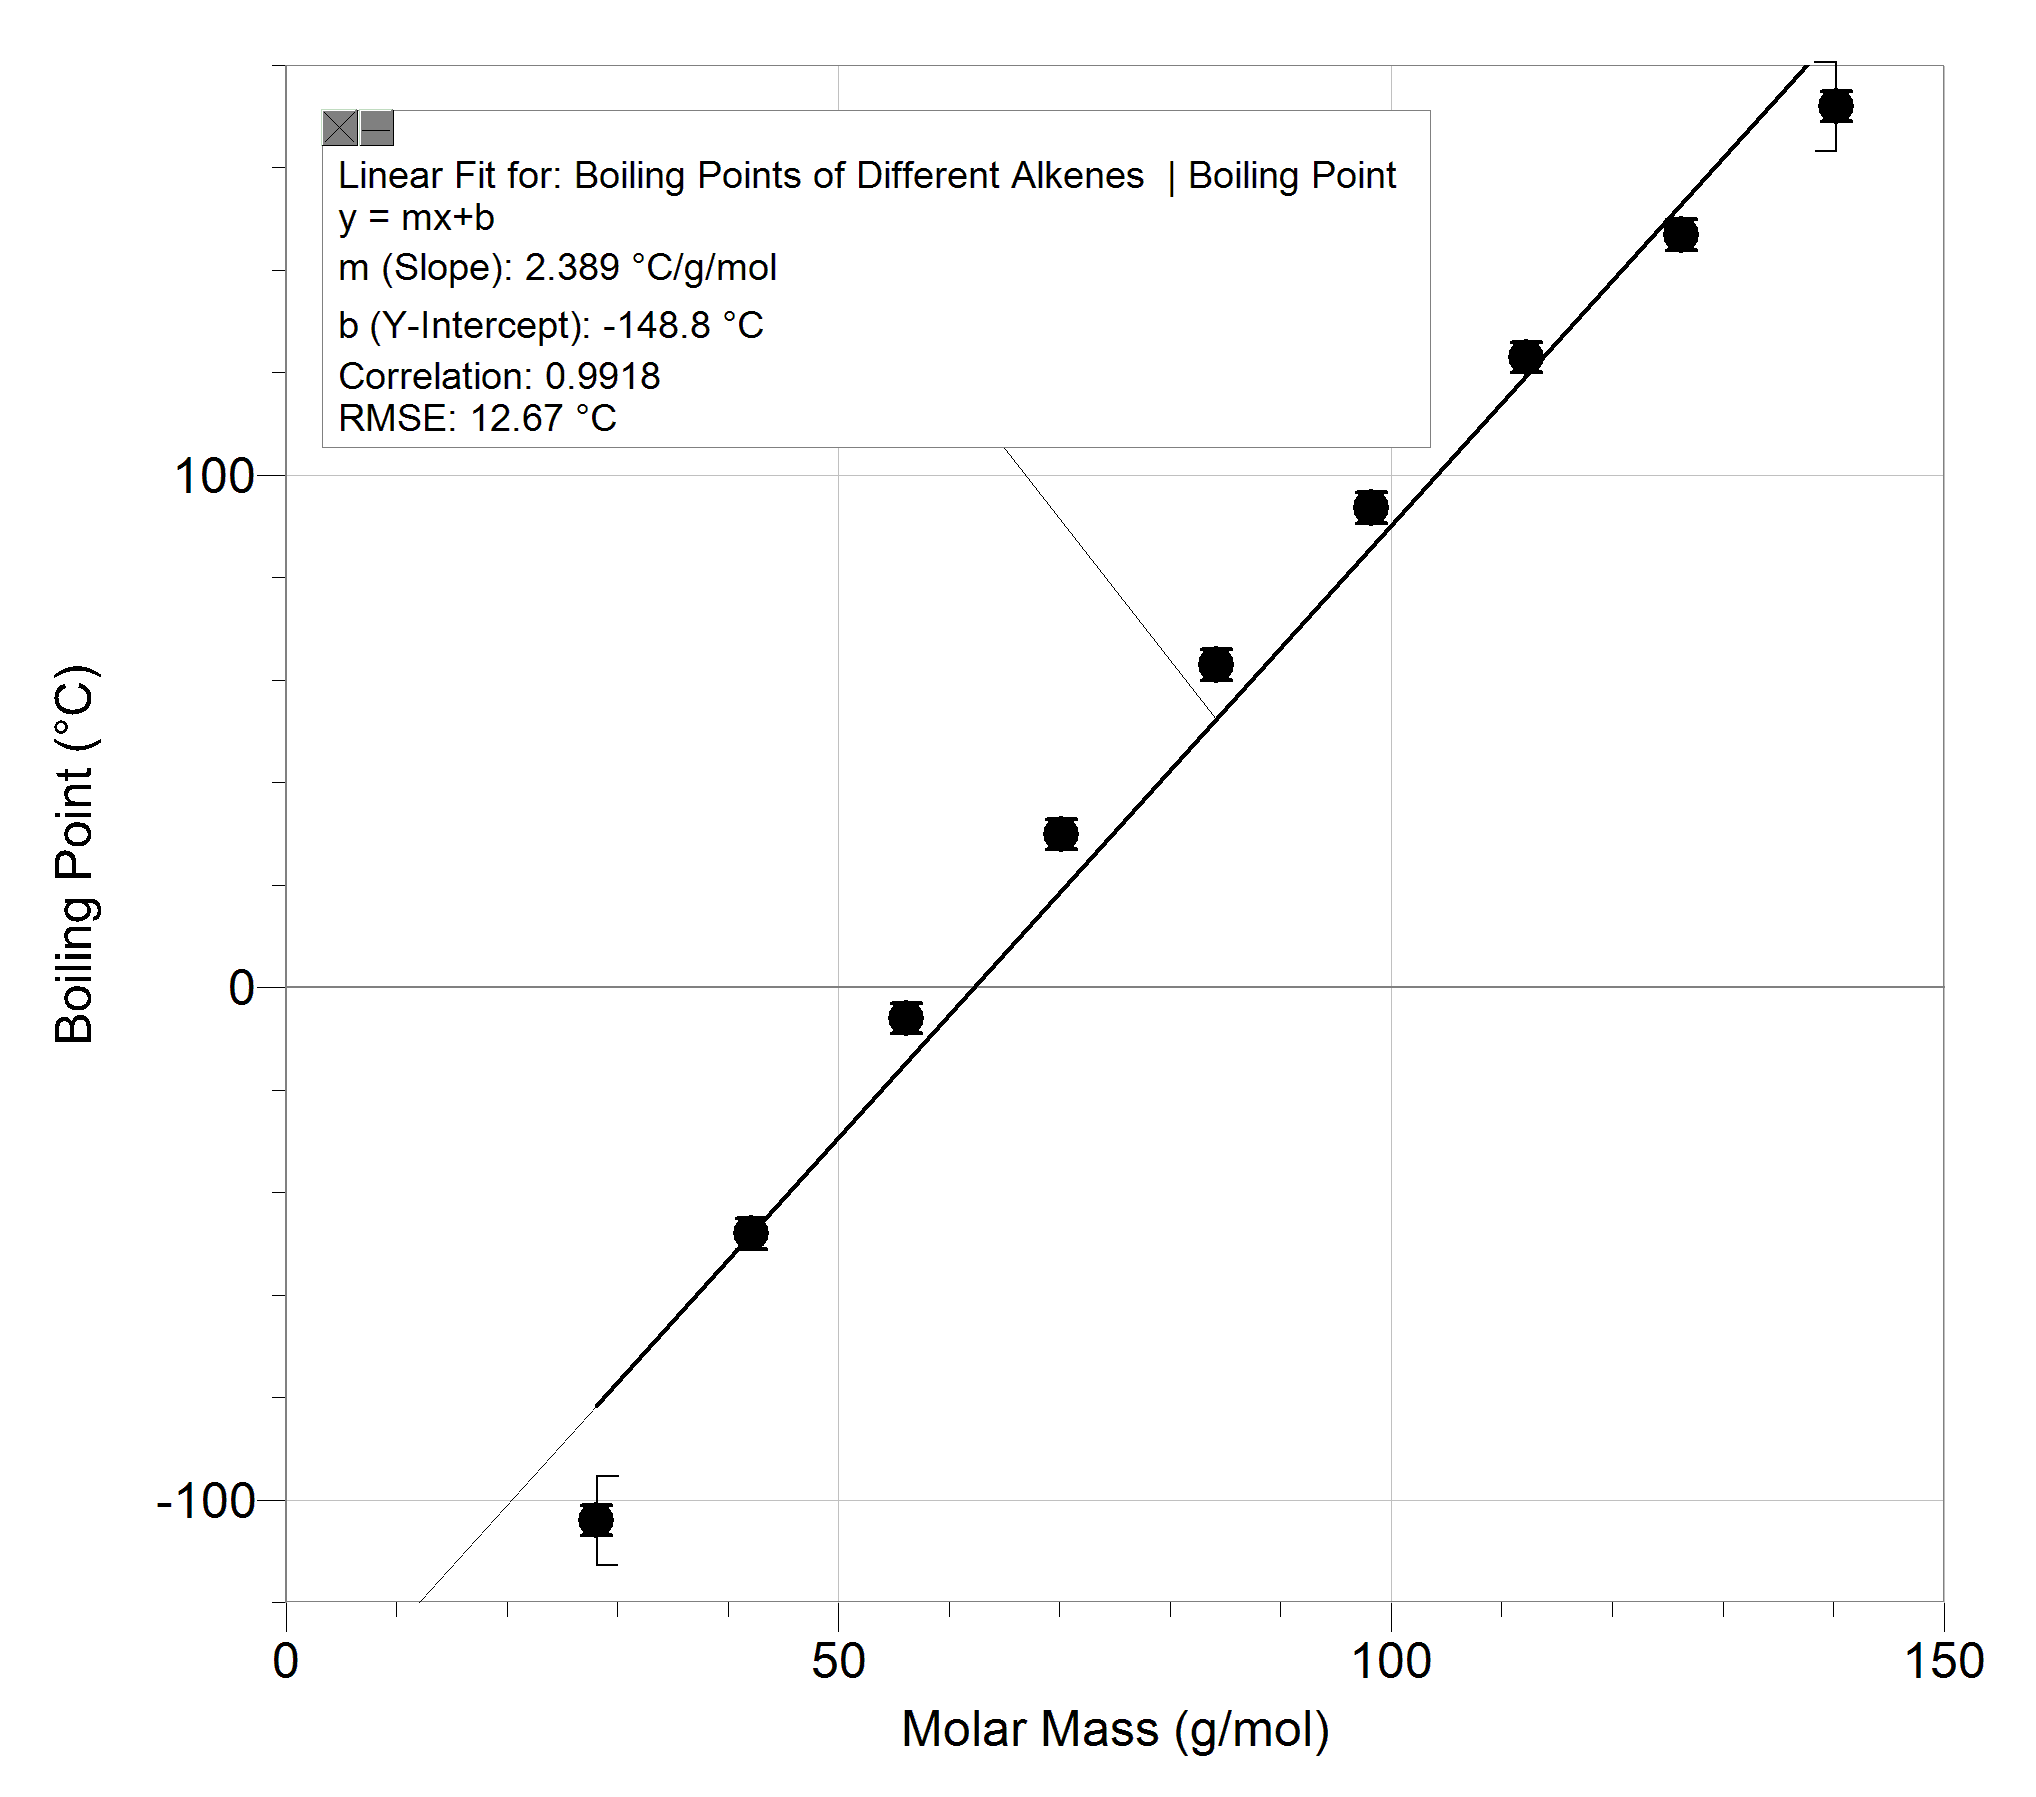 Linear Fit for: Boiling Points of Different Alkenes | Boiling Point
y = mx+b
m (Slope): 2.389 °C/g/mol
b (Y-Intercept): -148.8 °C
Correlation: 0.9918
RMSE: 12.67 °C
100
0
-100
Boiling Point (°C)
0 50 100 150
Molar Mass (g/mol)